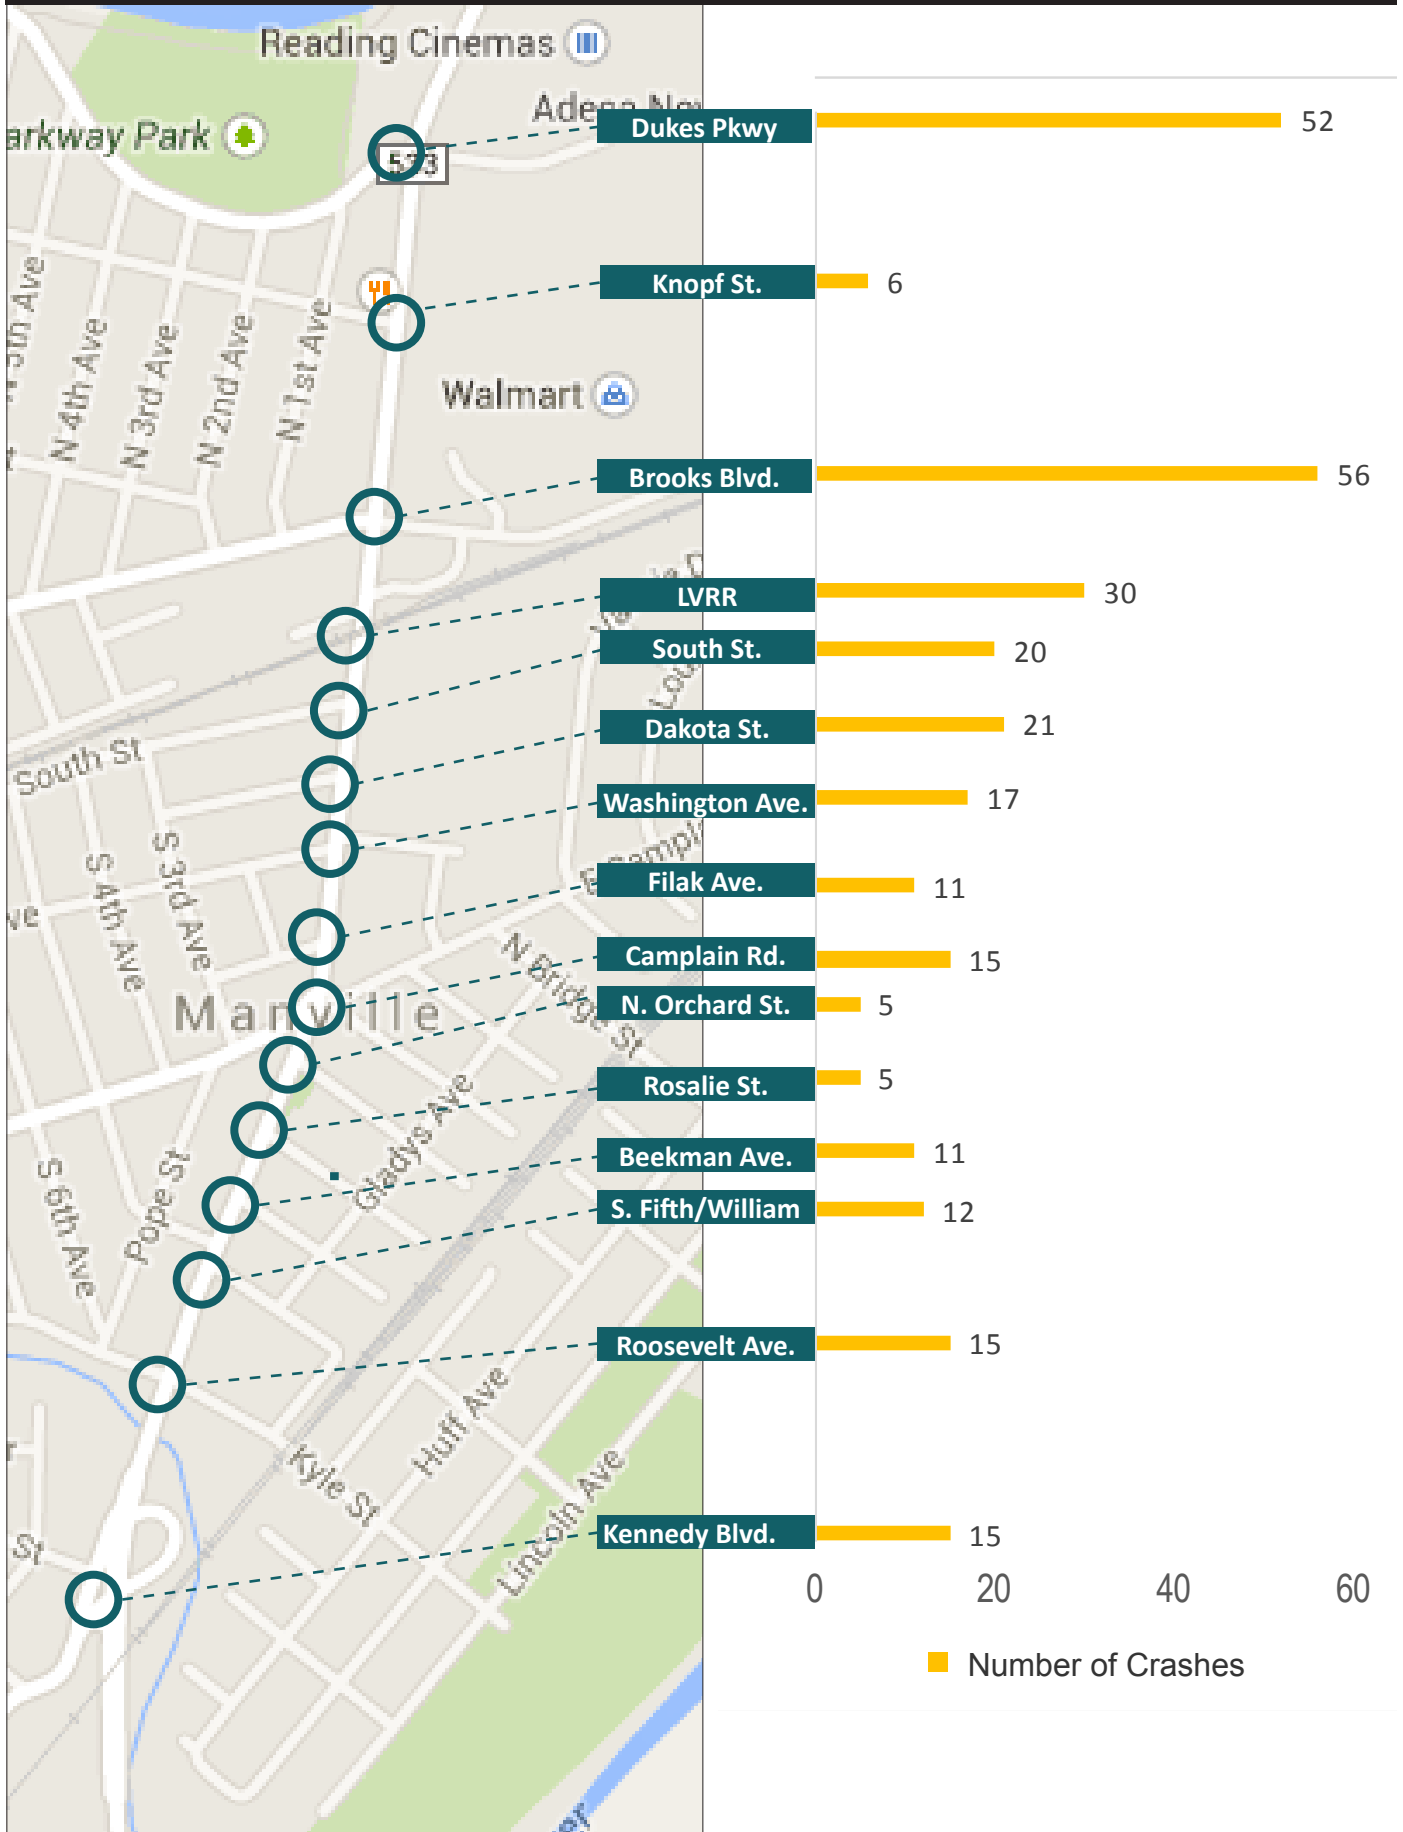 Reading Cinemas
arkway Park
533
Dukes Pkwy
52
Knopf St.
6
N 4th Ave
N 3rd Ave
N 2nd Ave
N 1st Ave
Walmart
Brooks Blvd.
56
LVRR
30
South St.
20
South St
Dakota St.
21
Washington Ave.
17
S 4th Ave
S 3rd Ave
ve
Filak Ave.
11
Camplain Rd.
15
N Bridge St
N. Orchard St.
5
Manville
Rosalie St.
5
Gladys Ave
Beekman Ave.
11
S 6th Ave
Pope St
S. Fifth/William
12
Roosevelt Ave.
15
Huff Ave
Kyle St
Lincoln Ave
St
Kennedy Blvd.
15
0 20 40 60
Number of Crashes